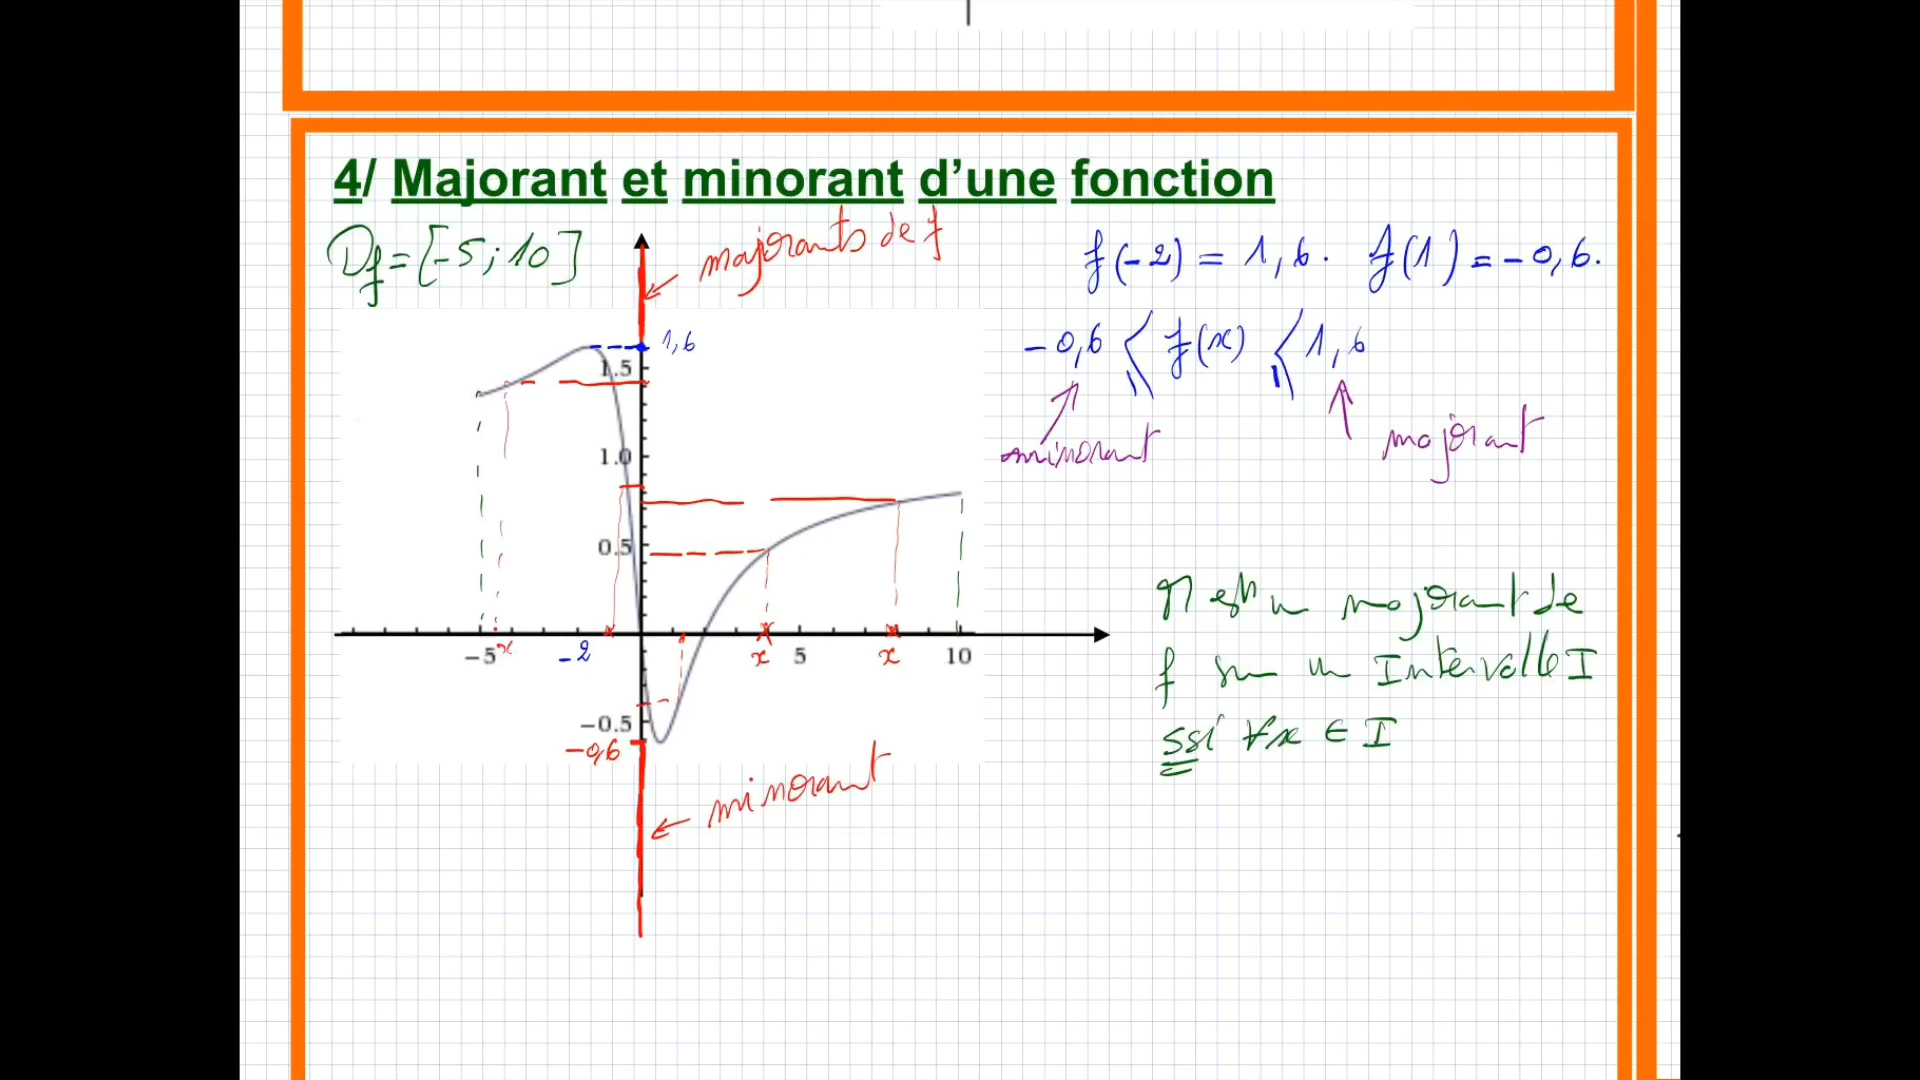 4/ Majorant et minorant d’une fonction
Df = [-5 ; 10]
majorants de f
f(-2) = 1,6. f(1) = -0,6.
-0,6 ⩽ f(x) ⩽ 1,6
minorant
majorant
1,6
1.5
1.0
0.5
-5 x -2 x 5 x 10
-0.5
-0,6
minorant
M est un majorant de
f sur un Intervalle I
ssi ∀x ∈ I